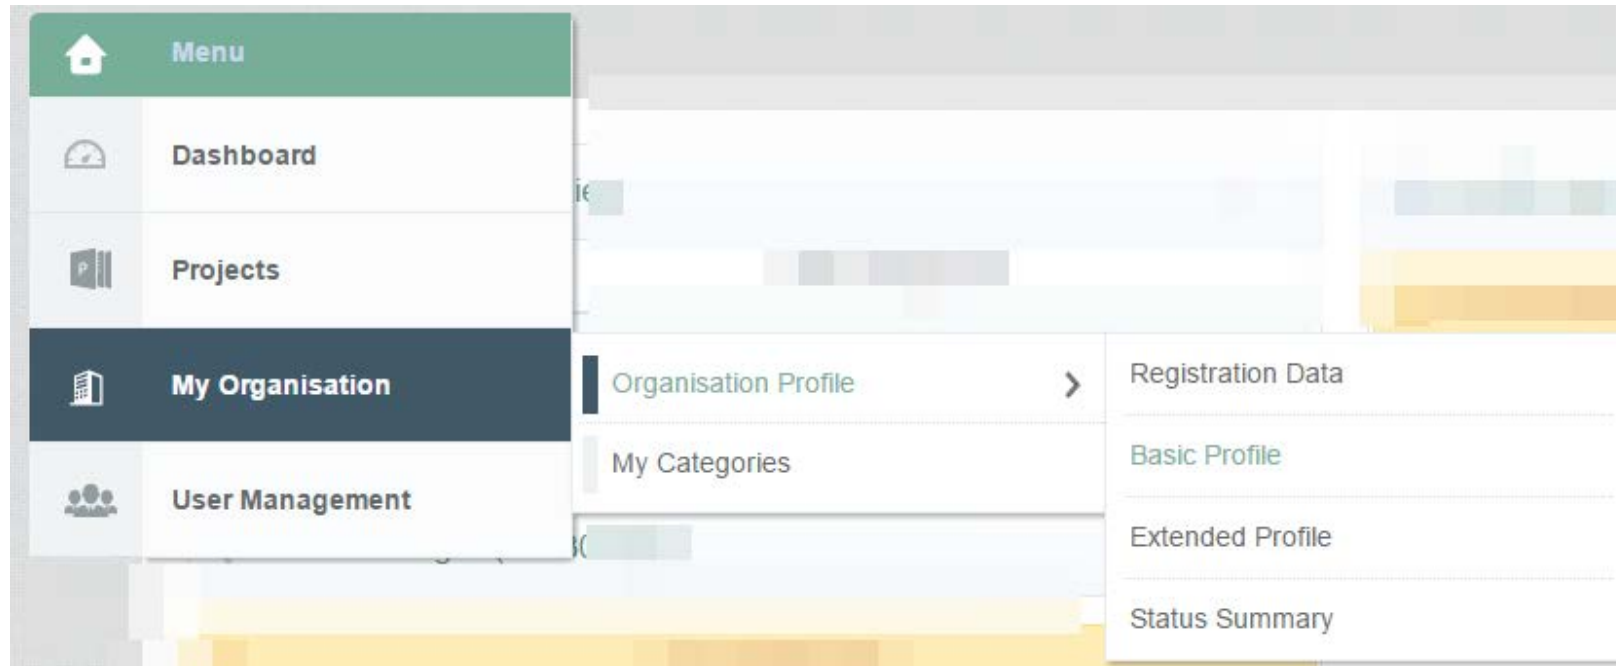 Menu
Dashboard
Projects
My Organisation
User Management
Organisation Profile
My Categories
Registration Data
Basic Profile
Extended Profile
Status Summary